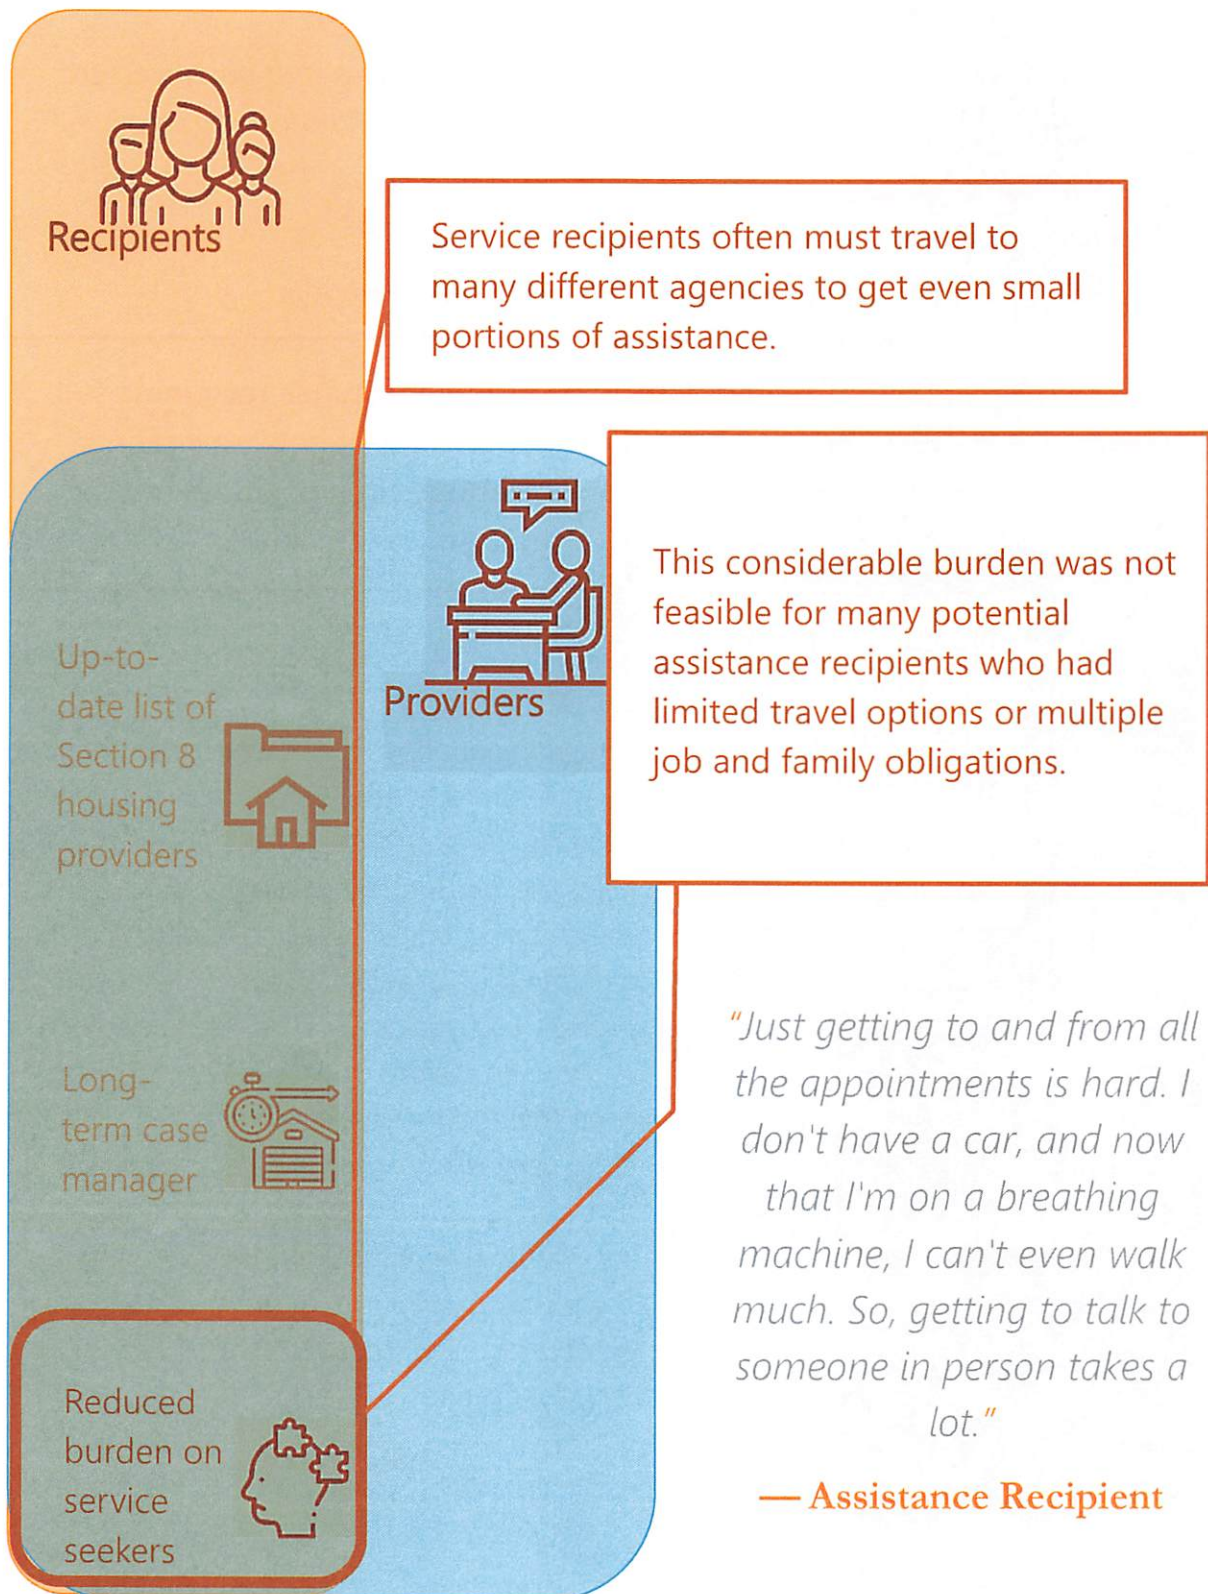 Recipients
Service recipients often must travel to
many different agencies to get even small
portions of assistance.
Providers
This considerable burden was not
feasible for many potential
assistance recipients who had
limited travel options or multiple
job and family obligations.
Up-to-
date list of
Section 8
housing
providers
Long-
term case
manager
Reduced
burden on
service
seekers
"Just getting to and from all
the appointments is hard. I
don't have a car, and now
that I'm on a breathing
machine, I can't even walk
much. So, getting to talk to
someone in person takes a
lot."
— Assistance Recipient